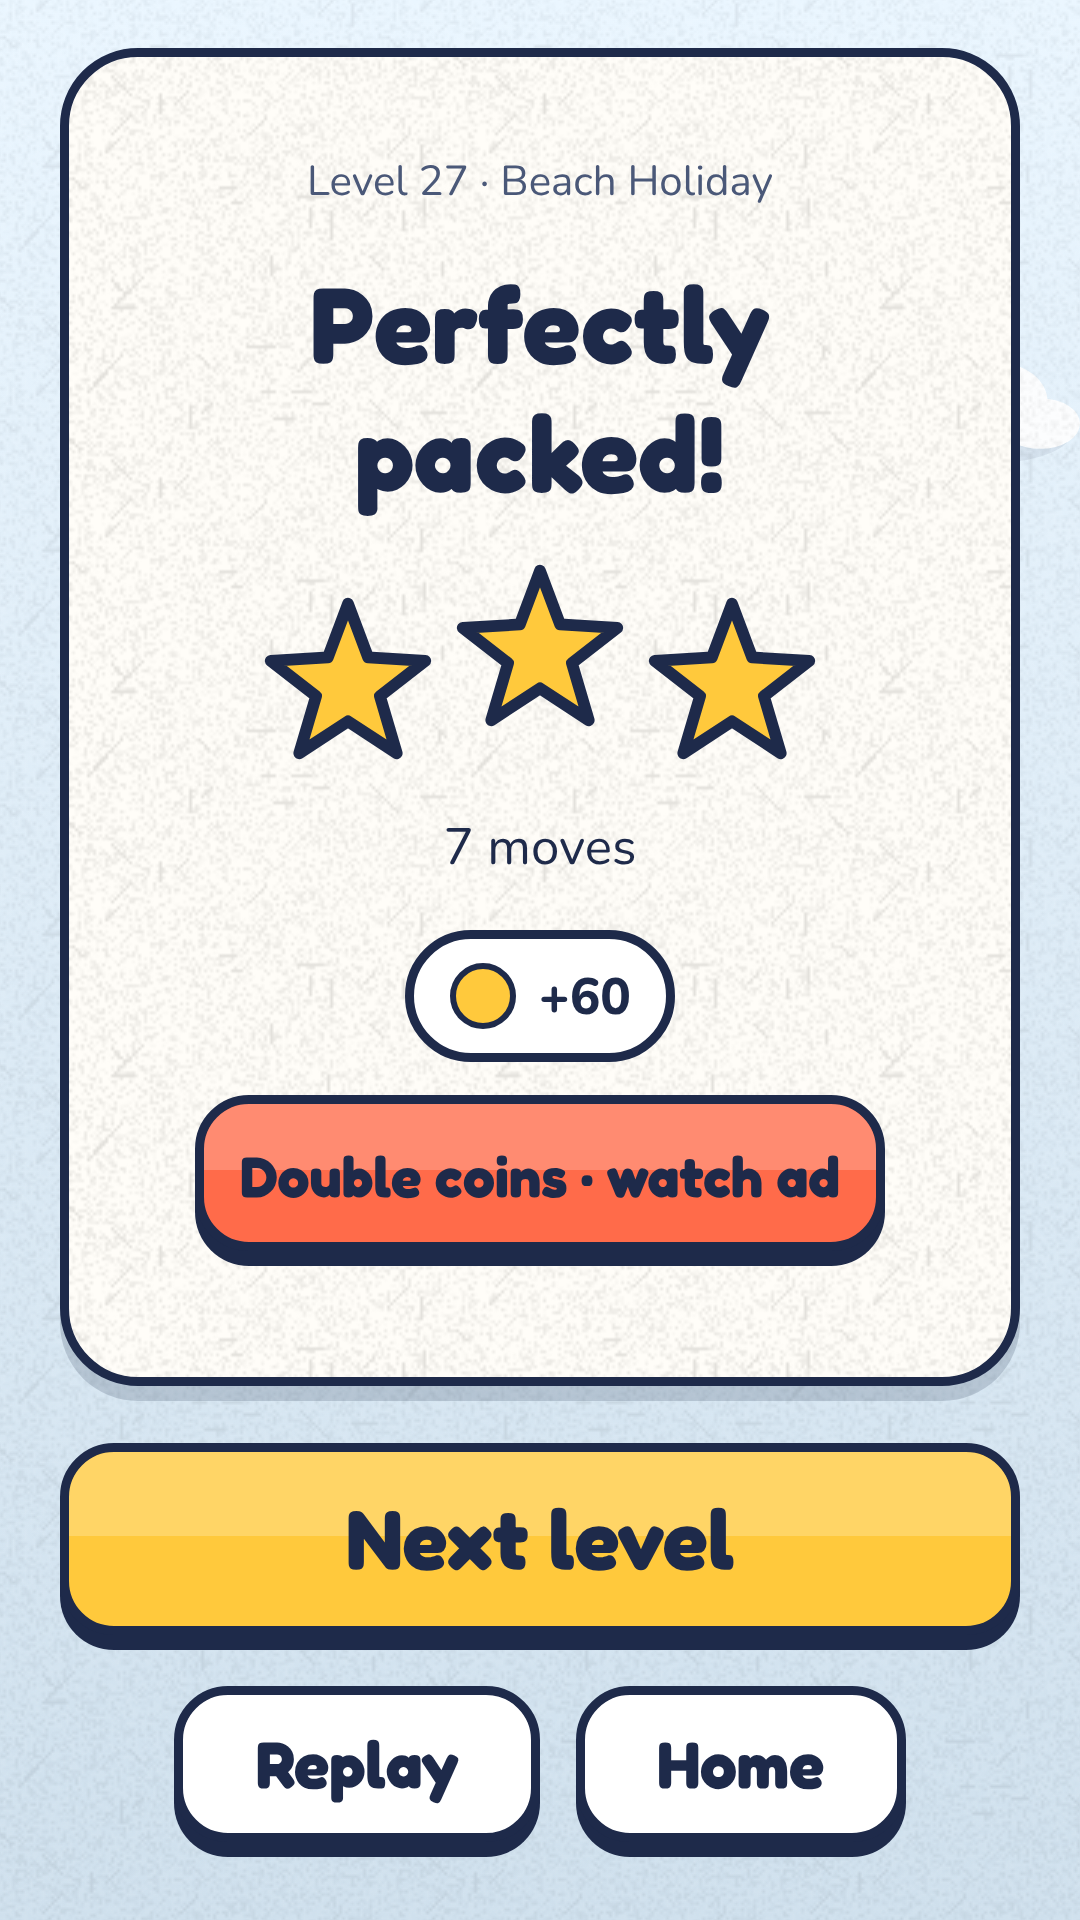 Level 27 · Beach Holiday
Perfectly
packed!
7 moves
+60
Double coins · watch ad
Next level
Replay
Home